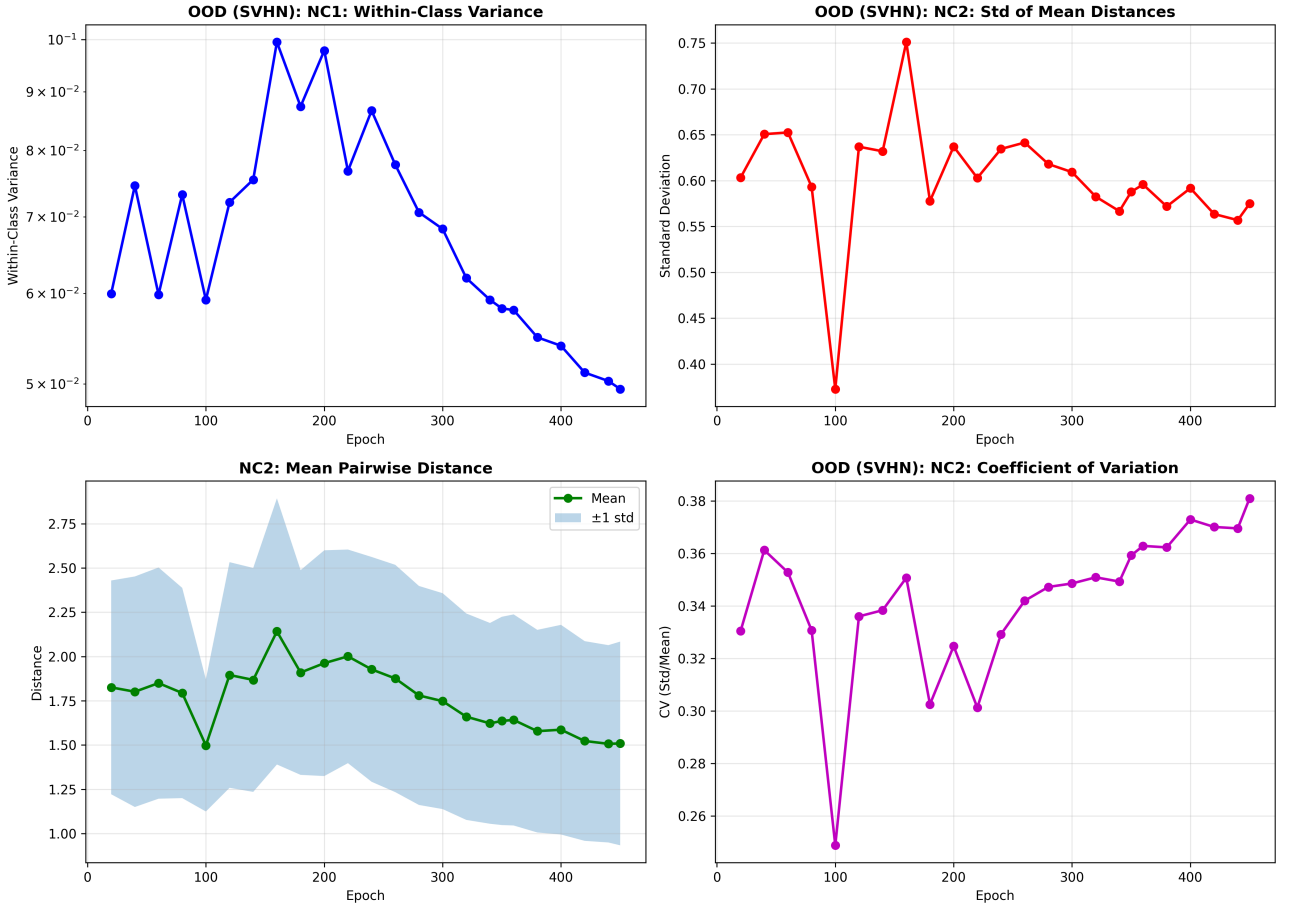 OOD (SVHN): NC1: Within-Class Variance
10⁻¹
9 × 10⁻²
8 × 10⁻²
7 × 10⁻²
6 × 10⁻²
5 × 10⁻²
Within-Class Variance
0 100 200 300 400
Epoch
OOD (SVHN): NC2: Std of Mean Distances
0.75
0.70
0.65
0.60
0.55
0.50
0.45
0.40
Standard Deviation
0 100 200 300 400
Epoch
NC2: Mean Pairwise Distance
Mean
±1 std
2.75
2.50
2.25
2.00
1.75
1.50
1.25
1.00
Distance
0 100 200 300 400
Epoch
OOD (SVHN): NC2: Coefficient of Variation
0.38
0.36
0.34
0.32
0.30
0.28
0.26
CV (Std/Mean)
0 100 200 300 400
Epoch